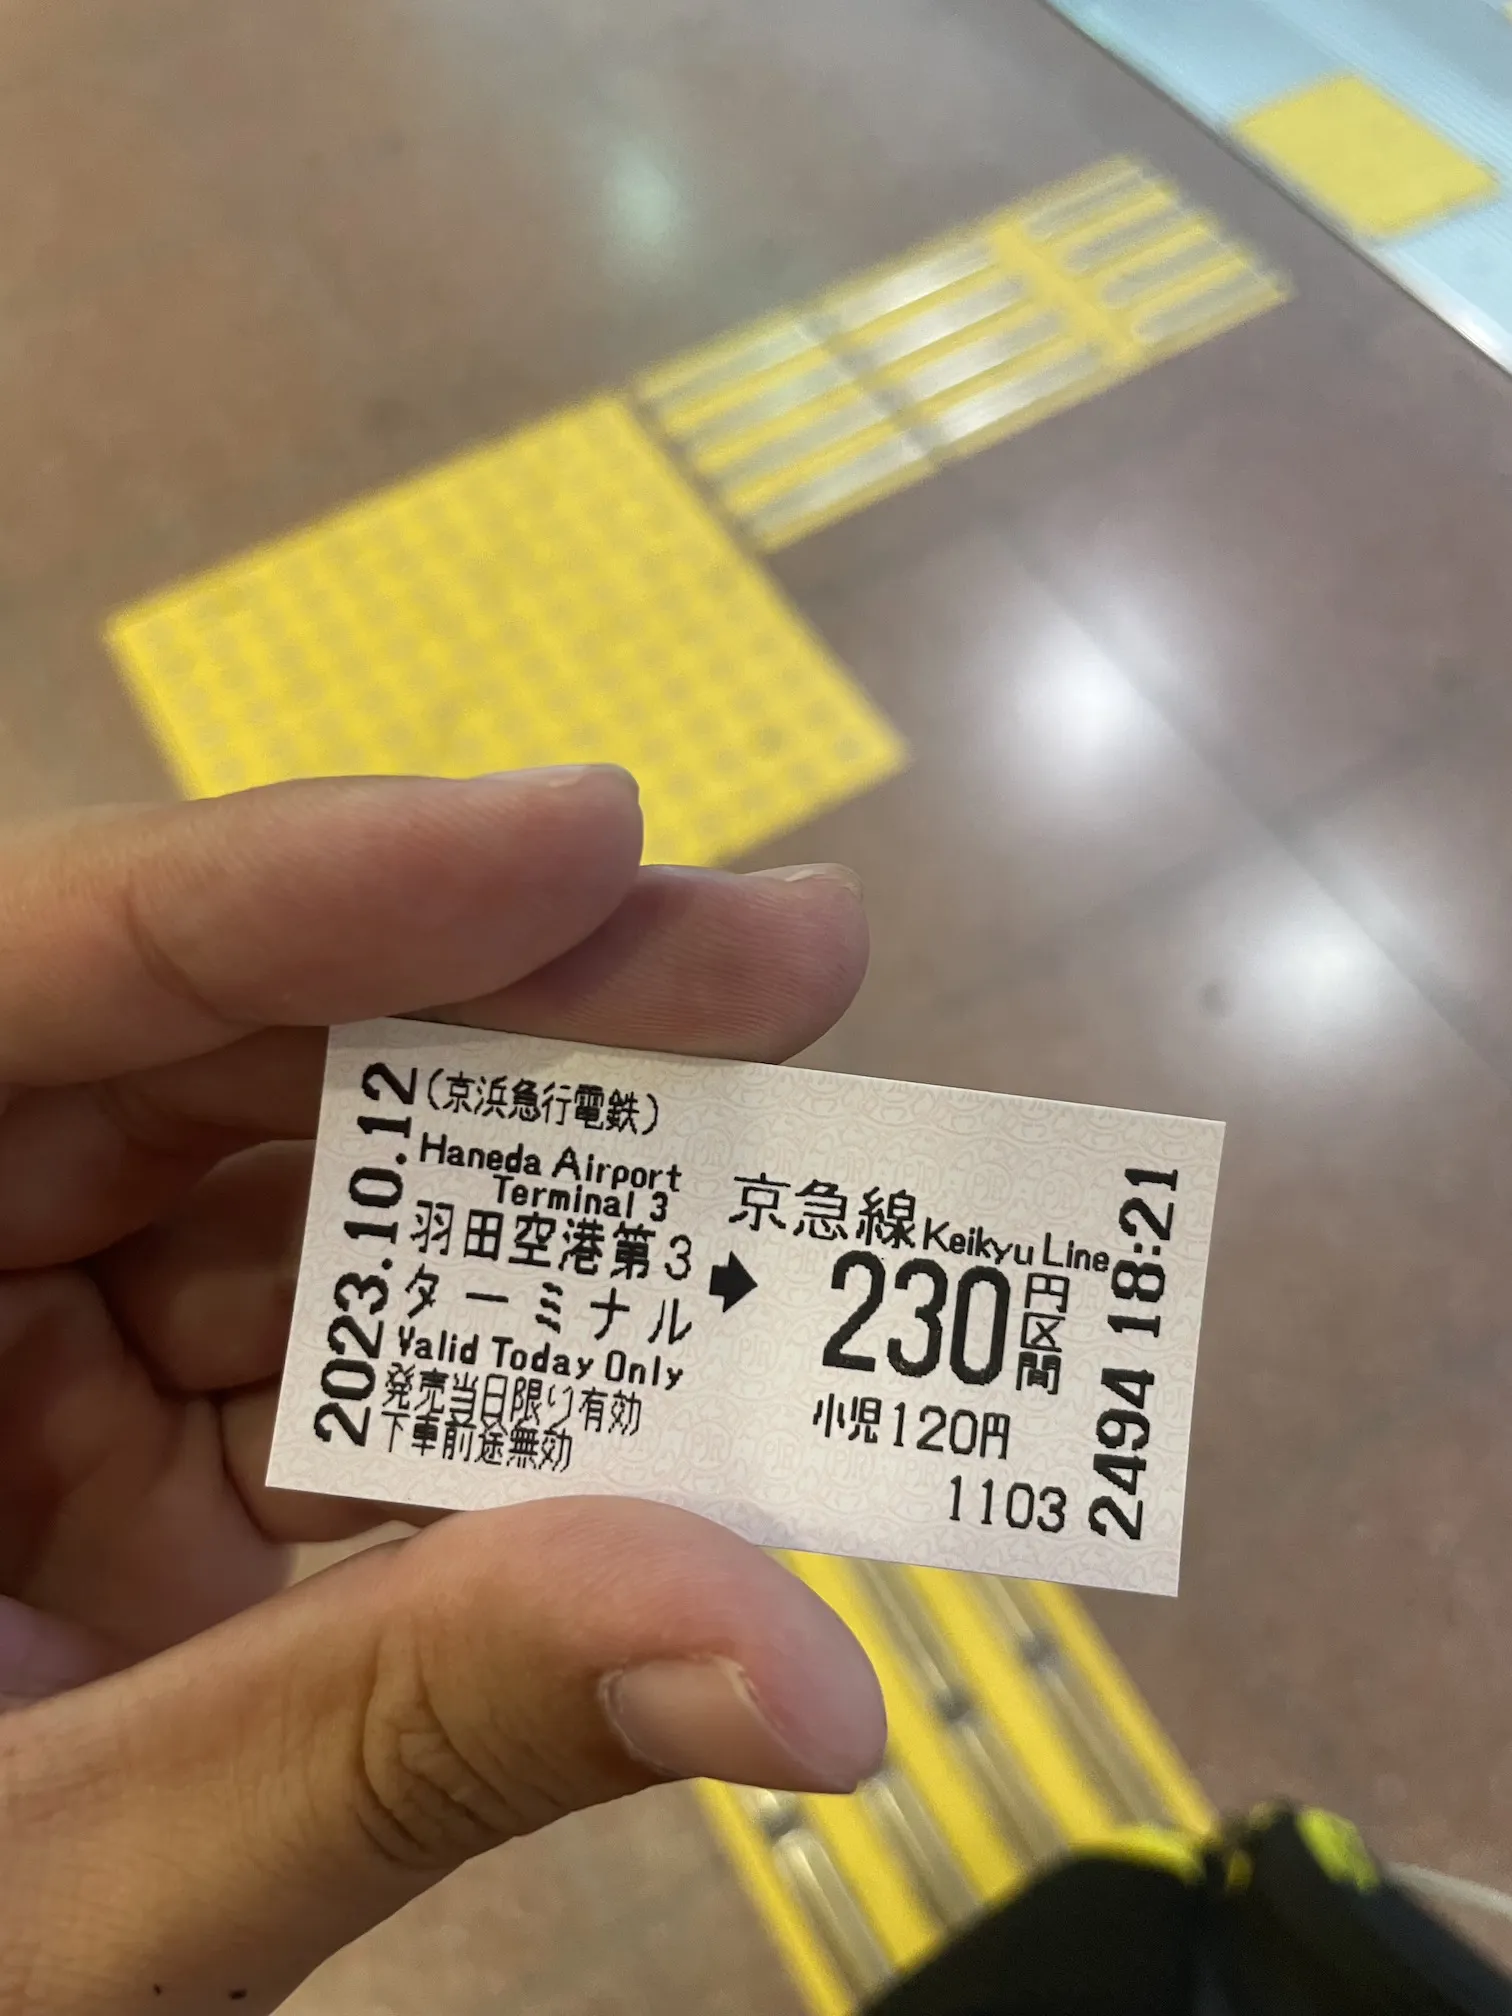 2023.10.12
(京浜急行電鉄)
Haneda Airport
Terminal 3
羽田空港第3
ターミナル
Valid Today Only
発売当日限り有効
下車前途無効
京急線 Keikyu Line
230円区間
小児120円
1103
2494 18:21